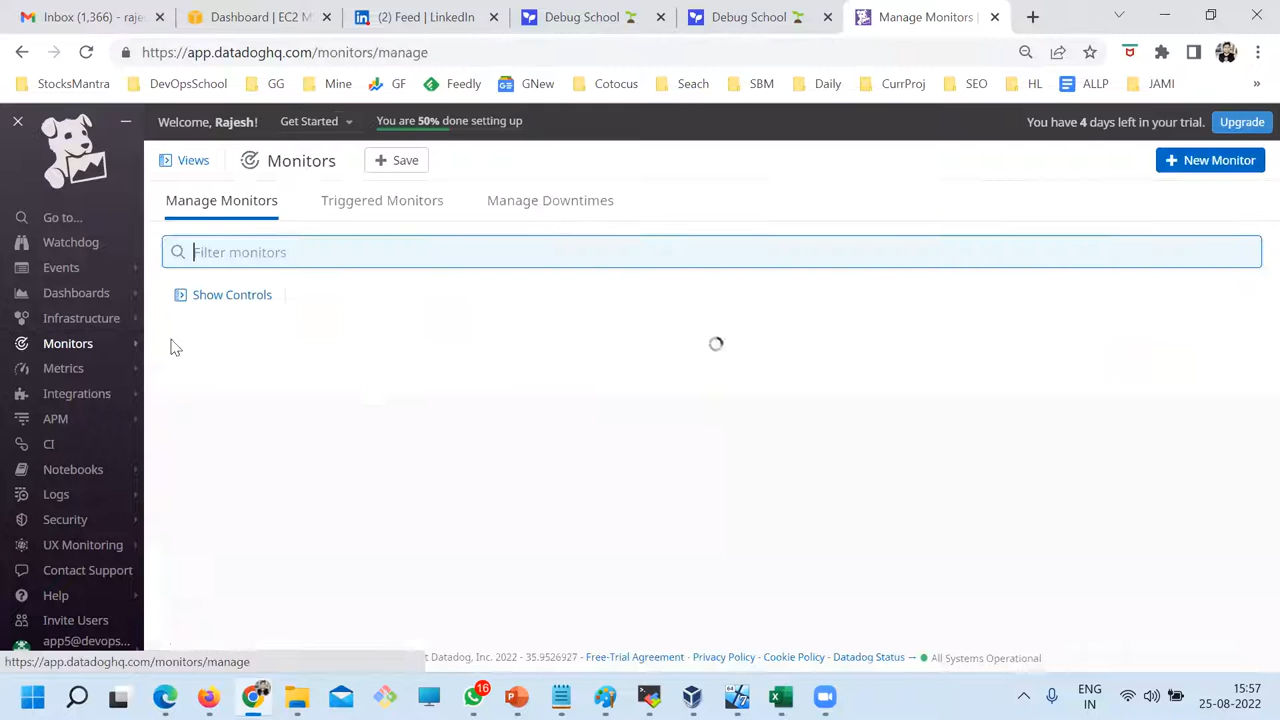 Inbox (1,366) - rajes
Dashboard | EC2 M
(2) Feed | LinkedIn
Debug School
Debug School
Manage Monitors |
https://app.datadoghq.com/monitors/manage
StocksMantra
DevOpsSchool
GG
Mine
GF
Feedly
GNew
Cotocus
Seach
SBM
Daily
CurrProj
SEO
HL
ALLP
JAMI
»
Welcome, Rajesh!
Get Started
You are 50% done setting up
You have 4 days left in your trial.
Upgrade
Views
Monitors
+ Save
+ New Monitor
Manage Monitors
Triggered Monitors
Manage Downtimes
Filter monitors
Show Controls
Go to...
Watchdog
Events
Dashboards
Infrastructure
Monitors
Metrics
Integrations
APM
CI
Notebooks
Logs
Security
UX Monitoring
Contact Support
Help
Invite Users
app5@devops...
https://app.datadoghq.com/monitors/manage
t Datadog, Inc. 2022 - 35.9526927 - Free-Trial Agreement · Privacy Policy · Cookie Policy · Datadog Status → All Systems Operational
16
ENG
IN
15:57
25-08-2022